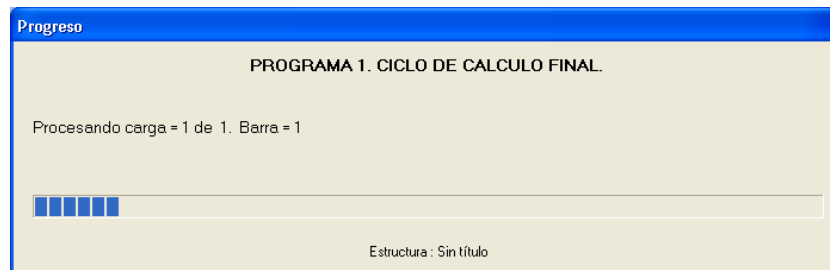 Progreso
PROGRAMA 1. CICLO DE CALCULO FINAL.
Procesando carga = 1 de 1. Barra = 1
Estructura : Sin título